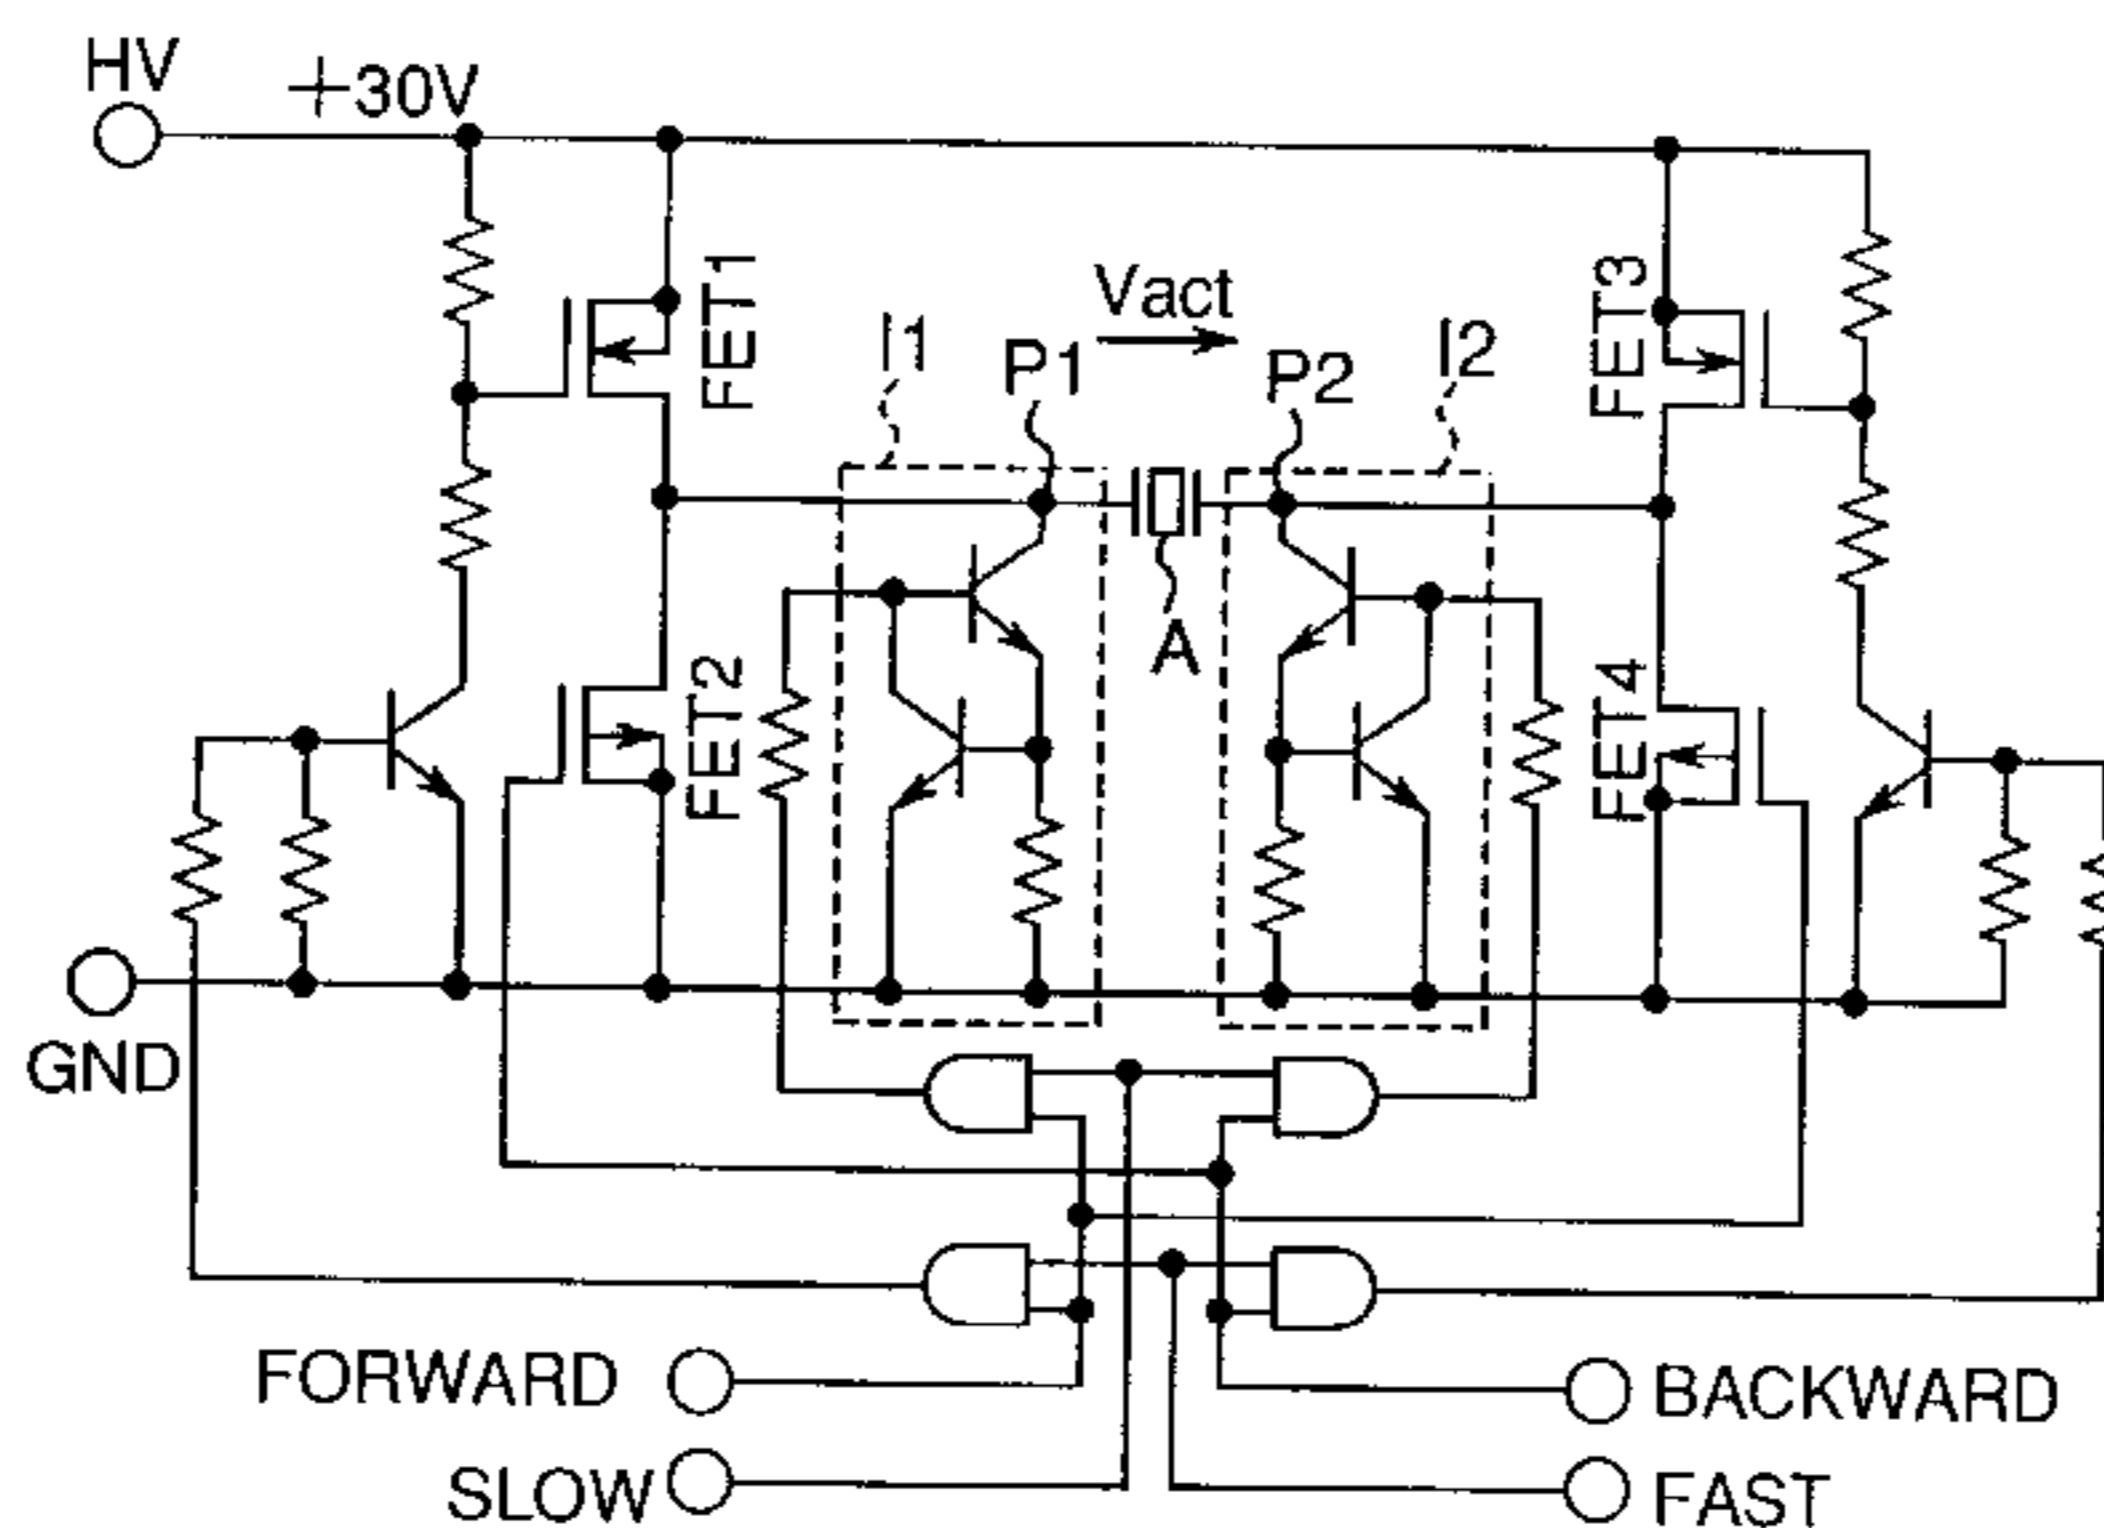 HV
+30V
FET1
I1
P1
Vact
P2
I2
FET3
A
FET2
FET4
GND
FORWARD
BACKWARD
SLOW
FAST